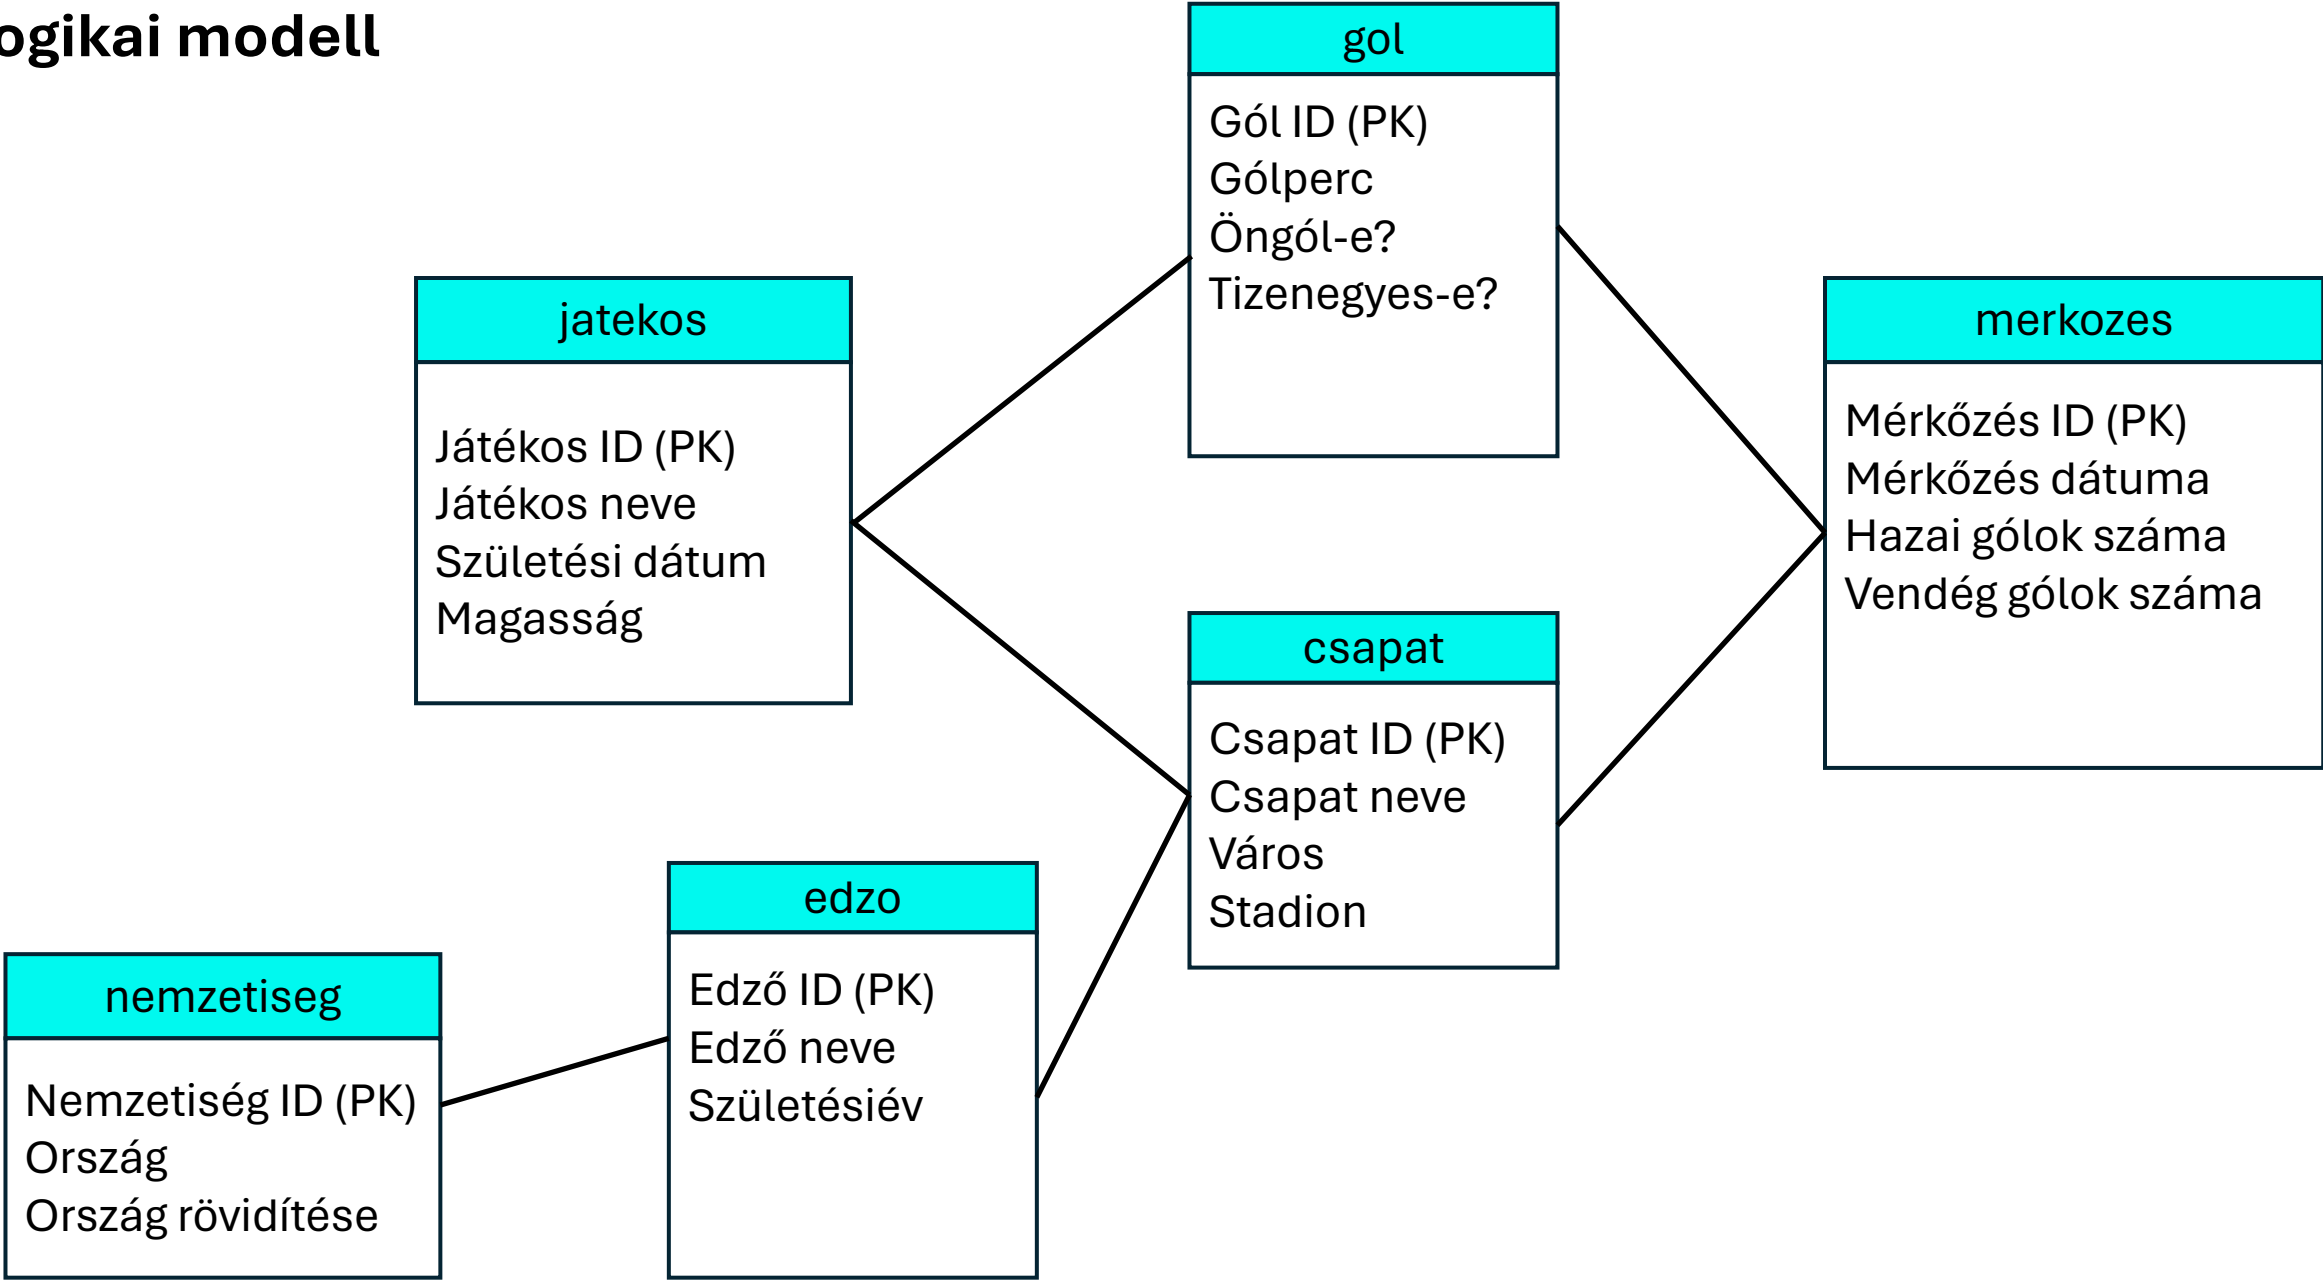 ogikai modell
gol
Gól ID (PK)
Gólperc
Öngól-e?
Tizenegyes-e?
jatekos
Játékos ID (PK)
Játékos neve
Születési dátum
Magasság
merkozes
Mérkőzés ID (PK)
Mérkőzés dátuma
Hazai gólok száma
Vendég gólok száma
csapat
Csapat ID (PK)
Csapat neve
Város
Stadion
edzo
Edző ID (PK)
Edző neve
Születésiév
nemzetiseg
Nemzetiség ID (PK)
Ország
Ország rövidítése